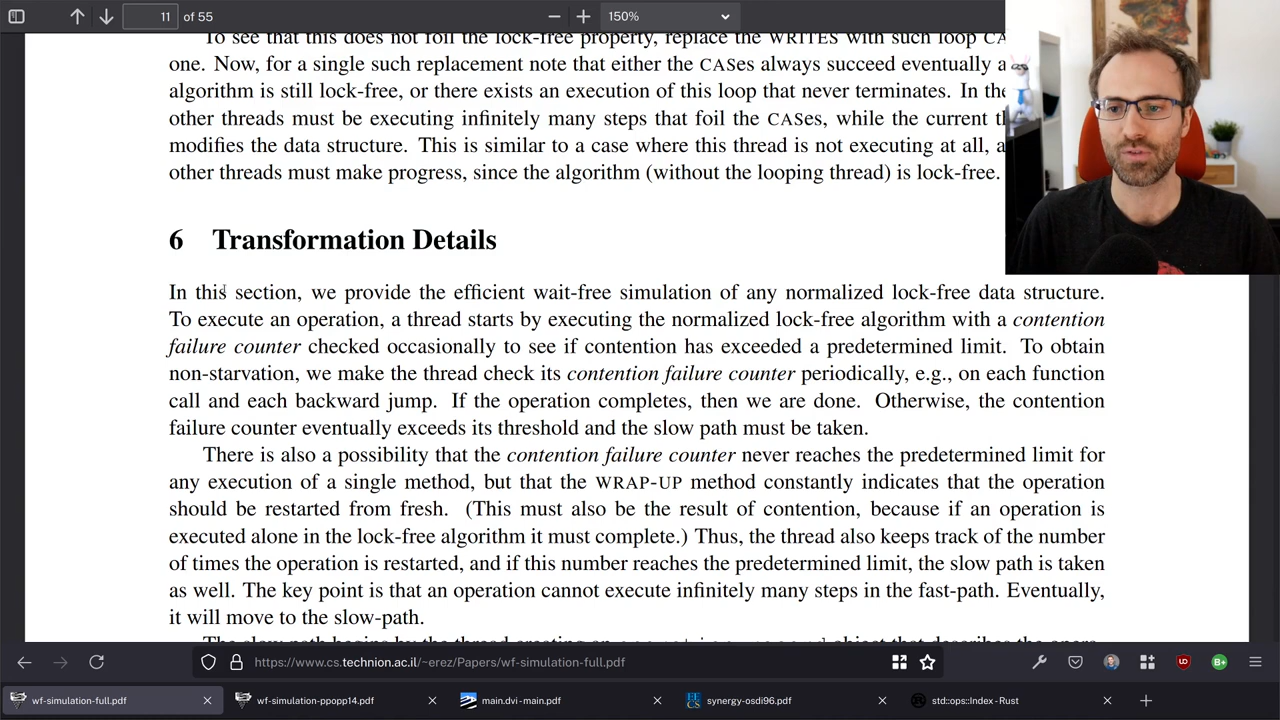 11 of 55
150%
To see that this does not foil the lock-free property, replace the WRITES with such loop CA
one. Now, for a single such replacement note that either the CASes always succeed eventually a
algorithm is still lock-free, or there exists an execution of this loop that never terminates. In the
other threads must be executing infinitely many steps that foil the CASes, while the current th
modifies the data structure. This is similar to a case where this thread is not executing at all, a
other threads must make progress, since the algorithm (without the looping thread) is lock-free.
6 Transformation Details
In this section, we provide the efficient wait-free simulation of any normalized lock-free data structure.
To execute an operation, a thread starts by executing the normalized lock-free algorithm with a contention
failure counter checked occasionally to see if contention has exceeded a predetermined limit. To obtain
non-starvation, we make the thread check its contention failure counter periodically, e.g., on each function
call and each backward jump. If the operation completes, then we are done. Otherwise, the contention
failure counter eventually exceeds its threshold and the slow path must be taken.
There is also a possibility that the contention failure counter never reaches the predetermined limit for
any execution of a single method, but that the WRAP-UP method constantly indicates that the operation
should be restarted from fresh. (This must also be the result of contention, because if an operation is
executed alone in the lock-free algorithm it must complete.) Thus, the thread also keeps track of the number
of times the operation is restarted, and if this number reaches the predetermined limit, the slow path is taken
as well. The key point is that an operation cannot execute infinitely many steps in the fast-path. Eventually,
it will move to the slow-path.
The slow path begins by the thread creating an object that describes the opera-
https://www.cs.technion.ac.il/~erez/Papers/wf-simulation-full.pdf
wf-simulation-full.pdf wf-simulation-ppopp14.pdf main.dvi - main.pdf synergy-osdi96.pdf std::ops::Index - Rust